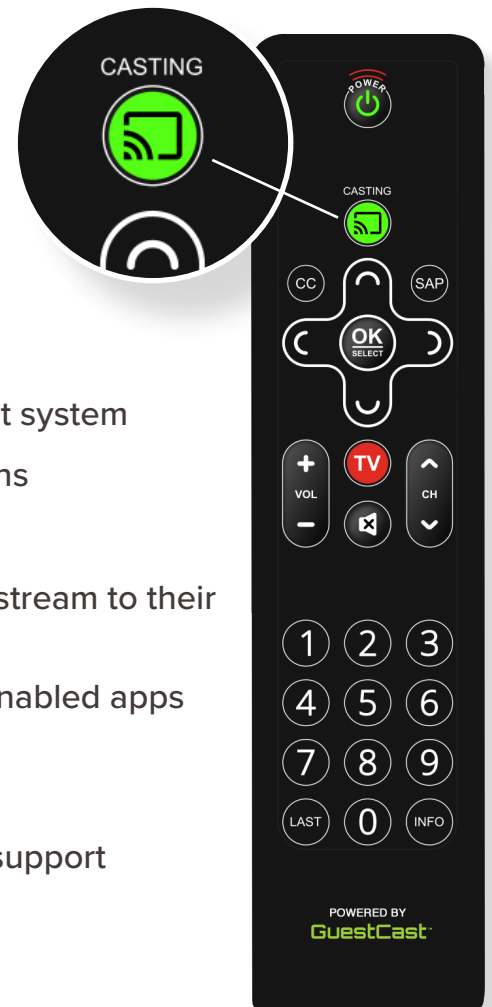 CASTING
POWER
CASTING
CC
SAP
OK
SELECT
t system
ns
+ TV
VOL CH
-
stream to their
1 2 3
nabled apps
4 5 6
7 8 9
LAST 0 INFO
support
POWERED BY
GuestCast™